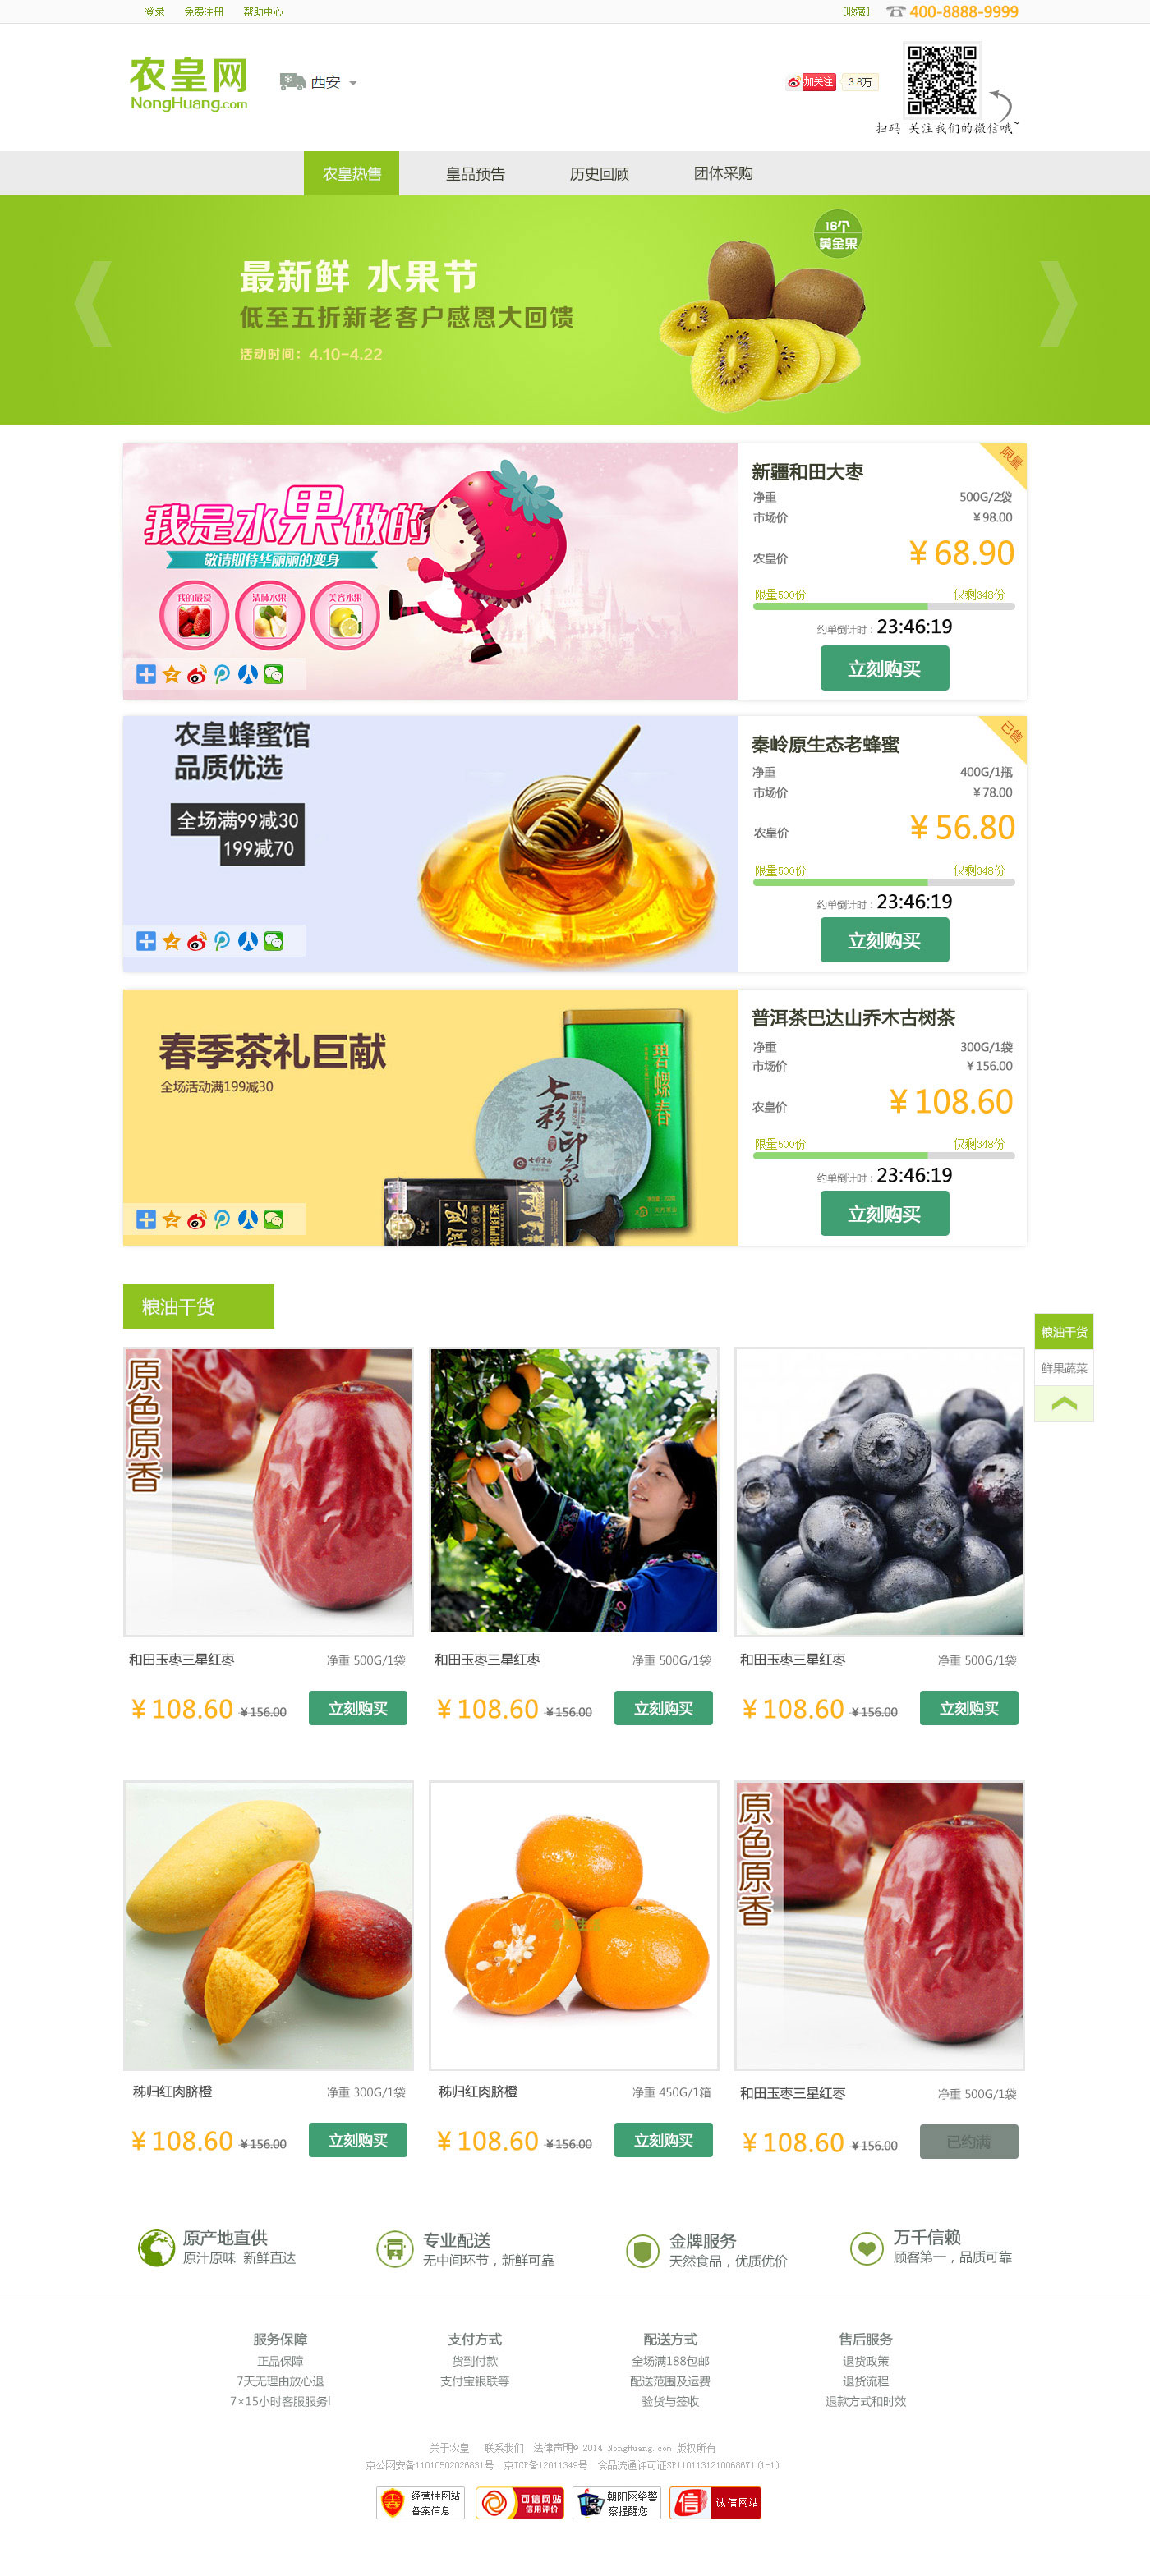 登录 免费注册 帮助中心
[收藏] 400-8888-9999
农皇网
NongHuang.com
西安
加关注 3.8万
扫码 关注我们的微信哦~
农皇热售 皇品预告 历史回顾 团体采购
18个
黄金果
最新鲜 水果节
低至五折新老客户感恩大回馈
活动时间：4.10-4.22
我是水果做的
敬请期待华丽丽的变身
我的最爱 清肺水果 美容水果
限量
新疆和田大枣
净重 500G/2袋
市场价 ¥98.00
农皇价 ¥68.90
限量500份 仅剩348份
约单倒计时：23:46:19
立刻购买
农皇蜂蜜馆
品质优选
全场满99减30
199减70
已售
秦岭原生态老蜂蜜
净重 400G/1瓶
市场价 ¥78.00
农皇价 ¥56.80
限量500份 仅剩348份
约单倒计时：23:46:19
立刻购买
春季茶礼巨献
全场活动满199减30
碧螺春
七彩印象
普洱茶巴达山乔木古树茶
净重 300G/1袋
市场价 ¥156.00
农皇价 ¥108.60
限量500份 仅剩348份
约单倒计时：23:46:19
立刻购买
粮油干货
粮油干货
鲜果蔬菜
原色原香
和田玉枣三星红枣 净重 500G/1袋
¥108.60 ¥156.00 立刻购买
和田玉枣三星红枣 净重 500G/1袋
¥108.60 ¥156.00 立刻购买
和田玉枣三星红枣 净重 500G/1袋
¥108.60 ¥156.00 立刻购买
原色原香
秭归红肉脐橙 净重 300G/1袋
¥108.60 ¥156.00 立刻购买
秭归红肉脐橙 净重 450G/1箱
¥108.60 ¥156.00 立刻购买
和田玉枣三星红枣 净重 500G/1袋
¥108.60 ¥156.00 已约满
原产地直供
原汁原味 新鲜直达
专业配送
无中间环节，新鲜可靠
金牌服务
天然食品，优质优价
万千信赖
顾客第一，品质可靠
服务保障 支付方式 配送方式 售后服务
正品保障 货到付款 全场满188包邮 退货政策
7天无理由放心退 支付宝银联等 配送范围及运费 退货流程
7×15小时客服服务! 验货与签收 退款方式和时效
关于农皇 联系我们 法律声明© 2014 NongHuang.com 版权所有
京公网安备11010502026831号 京ICP备12011349号 食品流通许可证SP1101131210068671(1-1)
经营性网站
备案信息
可信网站
信用评价
朝阳网络警
察提醒您
信 诚信网站